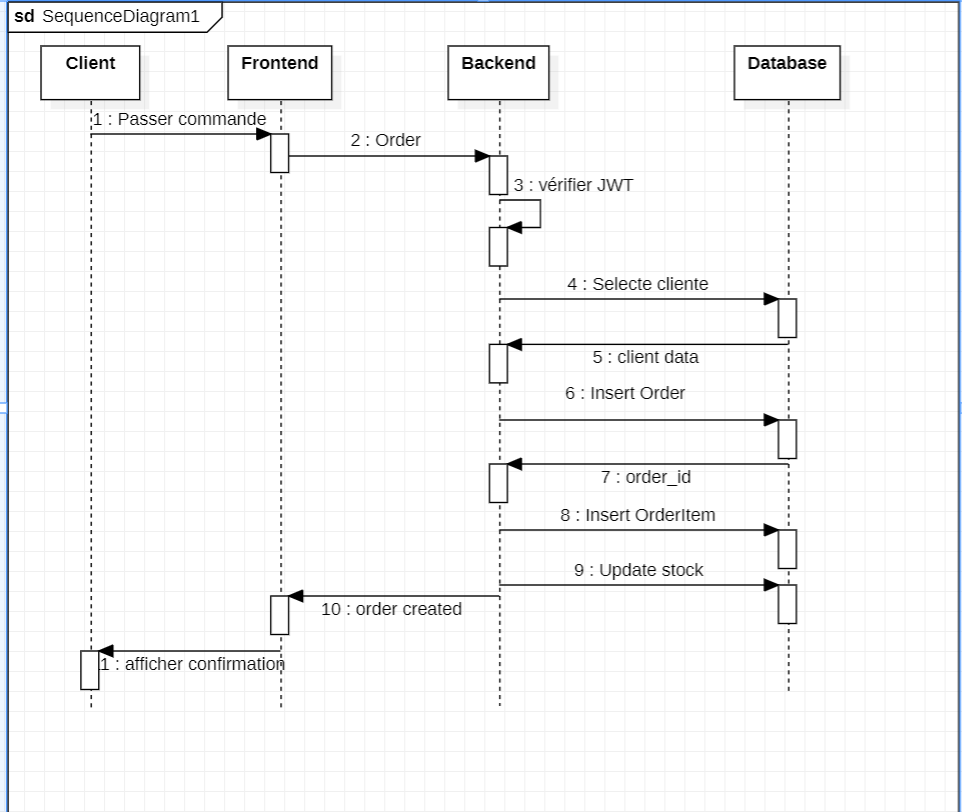 sd SequenceDiagram1
Client
Frontend
Backend
Database
1 : Passer commande
2 : Order
3 : vérifier JWT
4 : Selecte cliente
5 : client data
6 : Insert Order
7 : order_id
8 : Insert OrderItem
9 : Update stock
10 : order created
1 : afficher confirmation